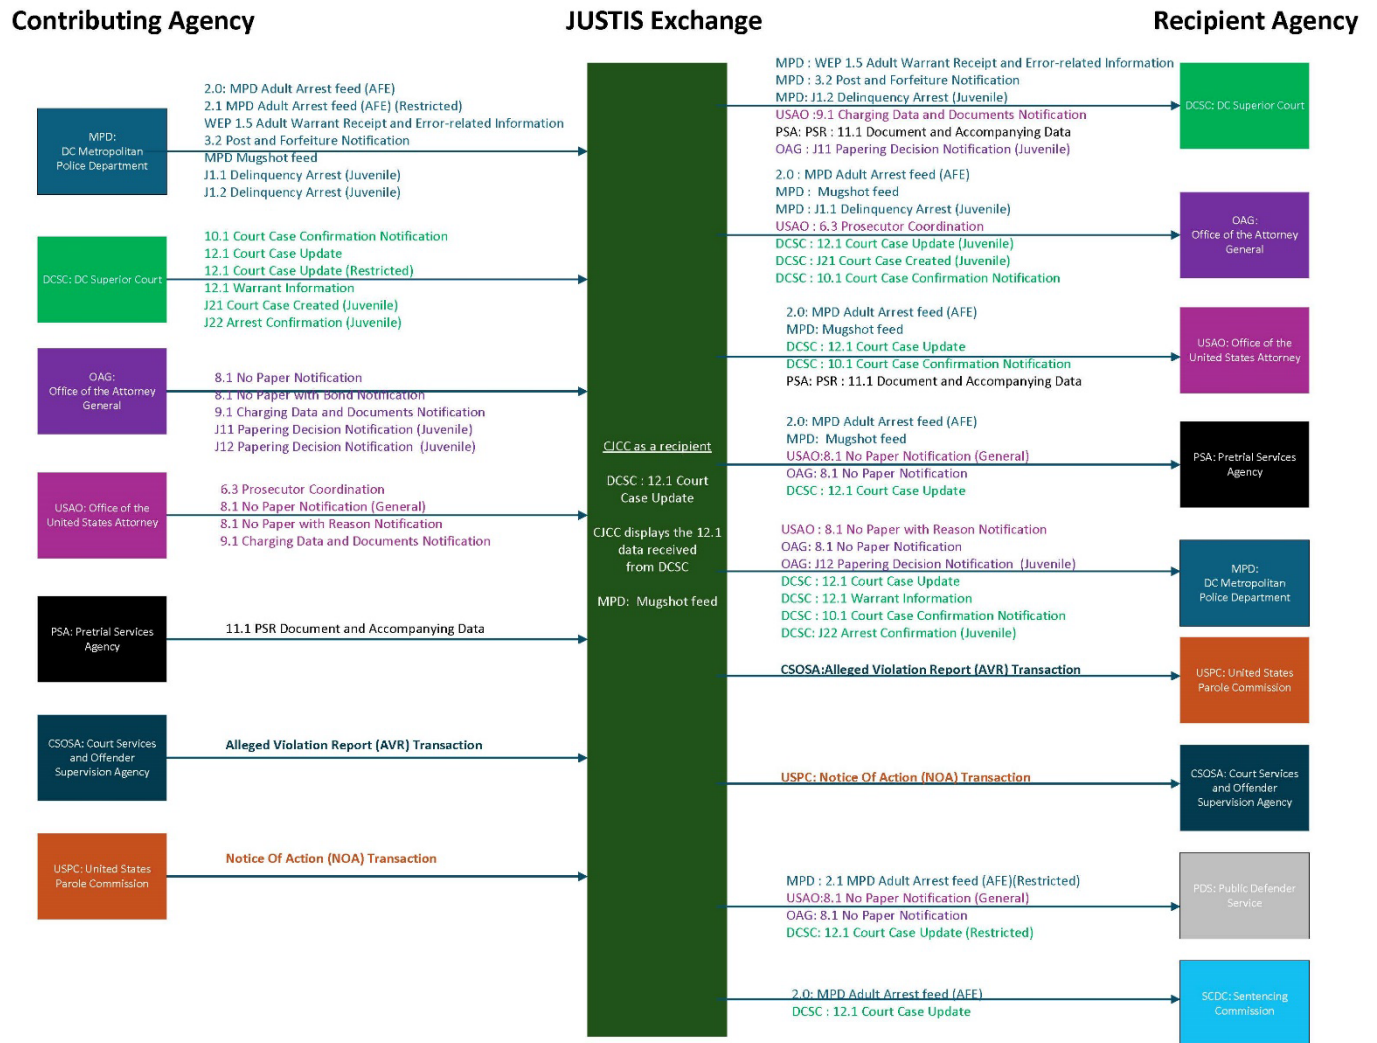 Contributing Agency
JUSTIS Exchange
Recipient Agency
MPD:
DC Metropolitan
Police Department
2.0: MPD Adult Arrest feed (AFE)
2.1 MPD Adult Arrest feed (AFE) (Restricted)
WEP 1.5 Adult Warrant Receipt and Error-related Information
3.2 Post and Forfeiture Notification
MPD Mugshot feed
J1.1 Delinquency Arrest (Juvenile)
J1.2 Delinquency Arrest (Juvenile)
DCSC: DC Superior Court
10.1 Court Case Confirmation Notification
12.1 Court Case Update
12.1 Court Case Update (Restricted)
12.1 Warrant Information
J21 Court Case Created (Juvenile)
J22 Arrest Confirmation (Juvenile)
OAG:
Office of the Attorney
General
8.1 No Paper Notification
8.1 No Paper with Bond Notification
9.1 Charging Data and Documents Notification
J11 Papering Decision Notification (Juvenile)
J12 Papering Decision Notification (Juvenile)
USAO: Office of the
United States Attorney
6.3 Prosecutor Coordination
8.1 No Paper Notification (General)
8.1 No Paper with Reason Notification
9.1 Charging Data and Documents Notification
PSA: Pretrial Services
Agency
11.1 PSR Document and Accompanying Data
CSOSA: Court Services
and Offender
Supervision Agency
Alleged Violation Report (AVR) Transaction
USPC: United States
Parole Commission
Notice Of Action (NOA) Transaction
CJCC as a recipient
DCSC : 12.1 Court
Case Update
CJCC displays the 12.1
data received
from DCSC
MPD: Mugshot feed
MPD : WEP 1.5 Adult Warrant Receipt and Error-related Information
MPD : 3.2 Post and Forfeiture Notification
MPD: J1.2 Delinquency Arrest (Juvenile)
USAO :9.1 Charging Data and Documents Notification
PSA: PSR : 11.1 Document and Accompanying Data
OAG : J11 Papering Decision Notification (Juvenile)
DCSC: DC Superior Court
2.0 : MPD Adult Arrest feed (AFE)
MPD : Mugshot feed
MPD : J1.1 Delinquency Arrest (Juvenile)
USAO : 6.3 Prosecutor Coordination
DCSC : 12.1 Court Case Update (Juvenile)
DCSC : J21 Court Case Created (Juvenile)
DCSC : 10.1 Court Case Confirmation Notification
OAG:
Office of the Attorney
General
2.0: MPD Adult Arrest feed (AFE)
MPD: Mugshot feed
DCSC : 12.1 Court Case Update
DCSC : 10.1 Court Case Confirmation Notification
PSA: PSR : 11.1 Document and Accompanying Data
USAO: Office of the
United States Attorney
2.0: MPD Adult Arrest feed (AFE)
MPD: Mugshot feed
USAO:8.1 No Paper Notification (General)
OAG: 8.1 No Paper Notification
DCSC : 12.1 Court Case Update
PSA: Pretrial Services
Agency
USAO : 8.1 No Paper with Reason Notification
OAG: 8.1 No Paper Notification
OAG: J12 Papering Decision Notification (Juvenile)
DCSC : 12.1 Court Case Update
DCSC : 12.1 Warrant Information
DCSC : 10.1 Court Case Confirmation Notification
DCSC: J22 Arrest Confirmation (Juvenile)
MPD:
DC Metropolitan
Police Department
CSOSA:Alleged Violation Report (AVR) Transaction
USPC: United States
Parole Commission
USPC: Notice Of Action (NOA) Transaction
CSOSA: Court Services
and Offender
Supervision Agency
MPD : 2.1 MPD Adult Arrest feed (AFE)(Restricted)
USAO:8.1 No Paper Notification (General)
OAG: 8.1 No Paper Notification
DCSC: 12.1 Court Case Update (Restricted)
PDS: Public Defender
Service
2.0: MPD Adult Arrest feed (AFE)
DCSC : 12.1 Court Case Update
SCDC: Sentencing
Commission